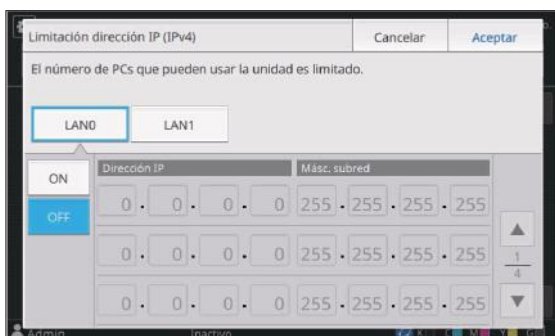 Limitación dirección IP (IPv4) Cancelar Aceptar
El número de PCs que pueden usar la unidad es limitado.
LAN0 LAN1
ON Dirección IP Másc. subred
OFF
0. 0. 0. 0 255. 255. 255. 255
0. 0. 0. 0 255. 255. 255. 255
1
4
0. 0. 0. 0 255. 255. 255. 255
Admin Inactivo K C M Y